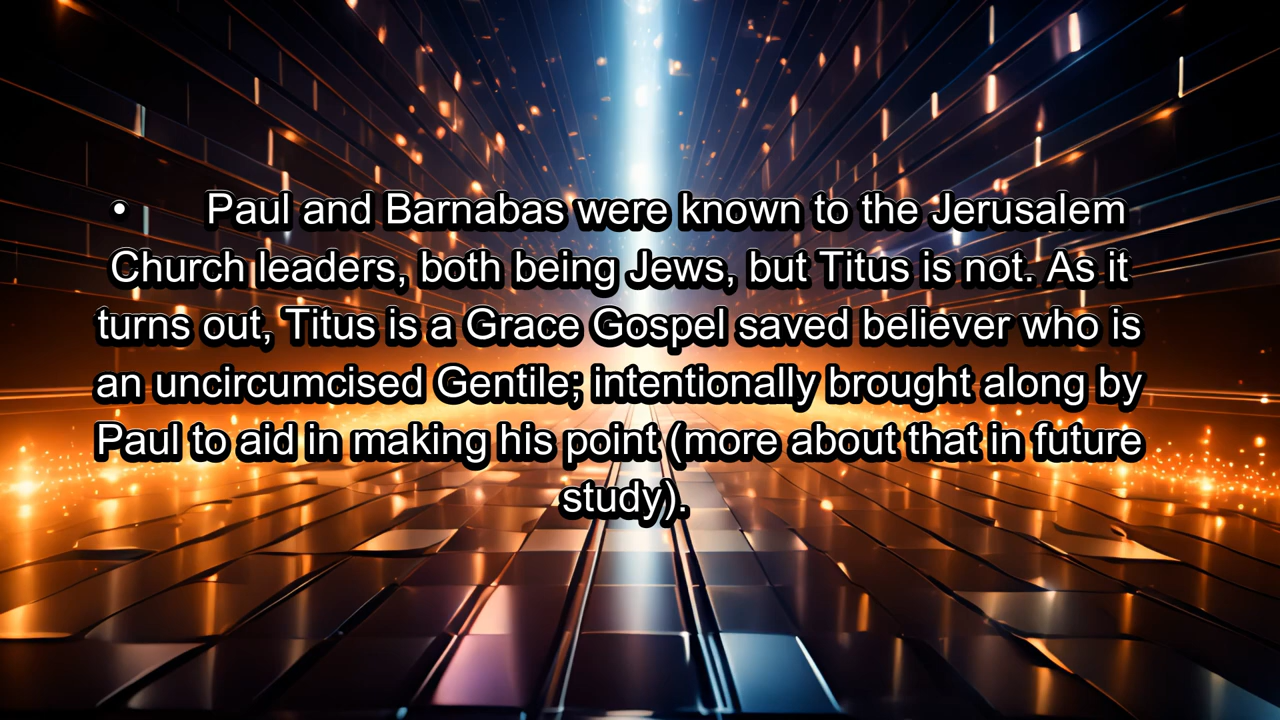 • Paul and Barnabas were known to the Jerusalem
Church leaders, both being Jews, but Titus is not. As it
turns out, Titus is a Grace Gospel saved believer who is
an uncircumcised Gentile; intentionally brought along by
Paul to aid in making his point (more about that in future
study).